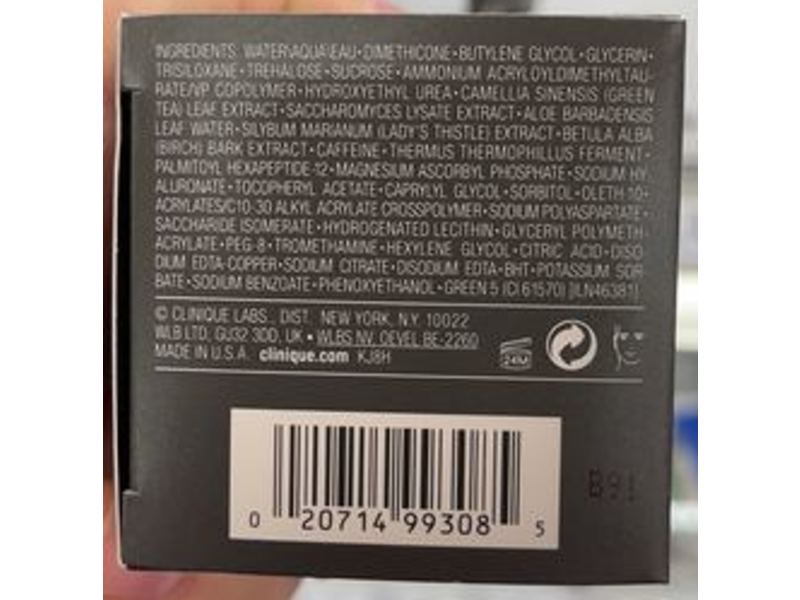 INGREDIENTS: WATER\AQUA\EAU • DIMETHICONE • BUTYLENE GLYCOL • GLYCERIN •
TRISILOXANE • TREHALOSE • SUCROSE • AMMONIUM ACRYLOYLDIMETHYLTAU-
RATE/VP COPOLYMER • HYDROXYETHYL UREA • CAMELLIA SINENSIS (GREEN
TEA) LEAF EXTRACT • SACCHAROMYCES LYSATE EXTRACT • ALOE BARBADENSIS
LEAF WATER • SILYBUM MARIANUM (LADY'S THISTLE) EXTRACT • BETULA ALBA
(BIRCH) BARK EXTRACT • CAFFEINE • THERMUS THERMOPHILLUS FERMENT •
PALMITOYL HEXAPEPTIDE-12 • MAGNESIUM ASCORBYL PHOSPHATE • SODIUM HY-
ALURONATE • TOCOPHERYL ACETATE • CAPRYLYL GLYCOL • SORBITOL • OLETH-10 •
ACRYLATES/C10-30 ALKYL ACRYLATE CROSSPOLYMER • SODIUM POLYASPARTATE •
SACCHARIDE ISOMERATE • HYDROGENATED LECITHIN • GLYCERYL POLYMETH-
ACRYLATE • PEG-8 • TROMETHAMINE • HEXYLENE GLYCOL • CITRIC ACID • DISO
DIUM EDTA-COPPER • SODIUM CITRATE • DISODIUM EDTA • BHT • POTASSIUM SOR
BATE • SODIUM BENZOATE • PHENOXYETHANOL • GREEN 5 (CI 61570) [ILN46381]
© CLINIQUE LABS, DIST. NEW YORK, N.Y. 10022
WLB LTD, GU32 3DD, UK • WLBS NV, OEVEL BE-2260
MADE IN U.S.A. clinique.com KJ8H
24M
B91
0 20714 99308 5